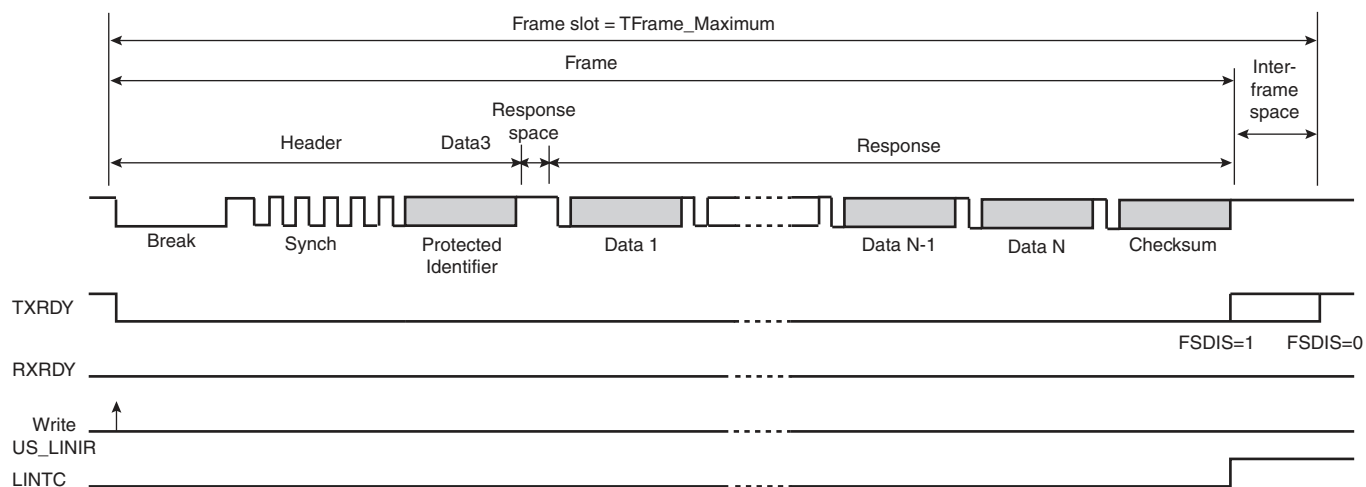 Frame slot = TFrame_Maximum
Frame
Inter-
frame
space
Response
space
Header
Data3
Response
Break
Synch
Protected
Identifier
Data 1
Data N-1
Data N
Checksum
TXRDY
FSDIS=1
FSDIS=0
RXRDY
Write
US_LINIR
LINTC